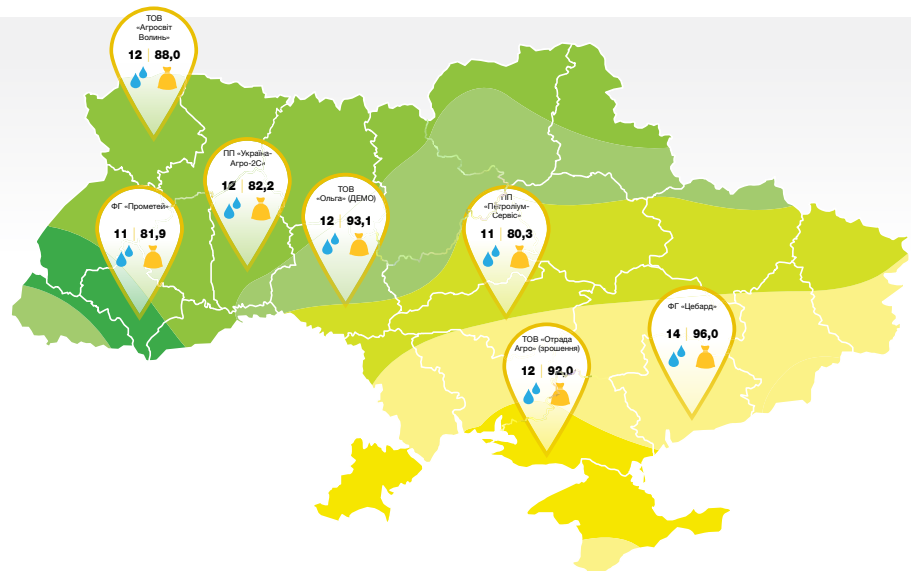 ТОВ
«Агросвіт
Волинь»
12 88,0
ПП «Україна-
Агро-2С»
12 82,2
ТОВ
«Ольга» (ДЕМО)
12 93,1
ФГ «Прометей»
11 81,9
ПП
«Петроліум-
Сервіс»
11 80,3
ФГ «Цебард»
14 96,0
ТОВ «Отрада
Агро» (зрошення)
12 92,0